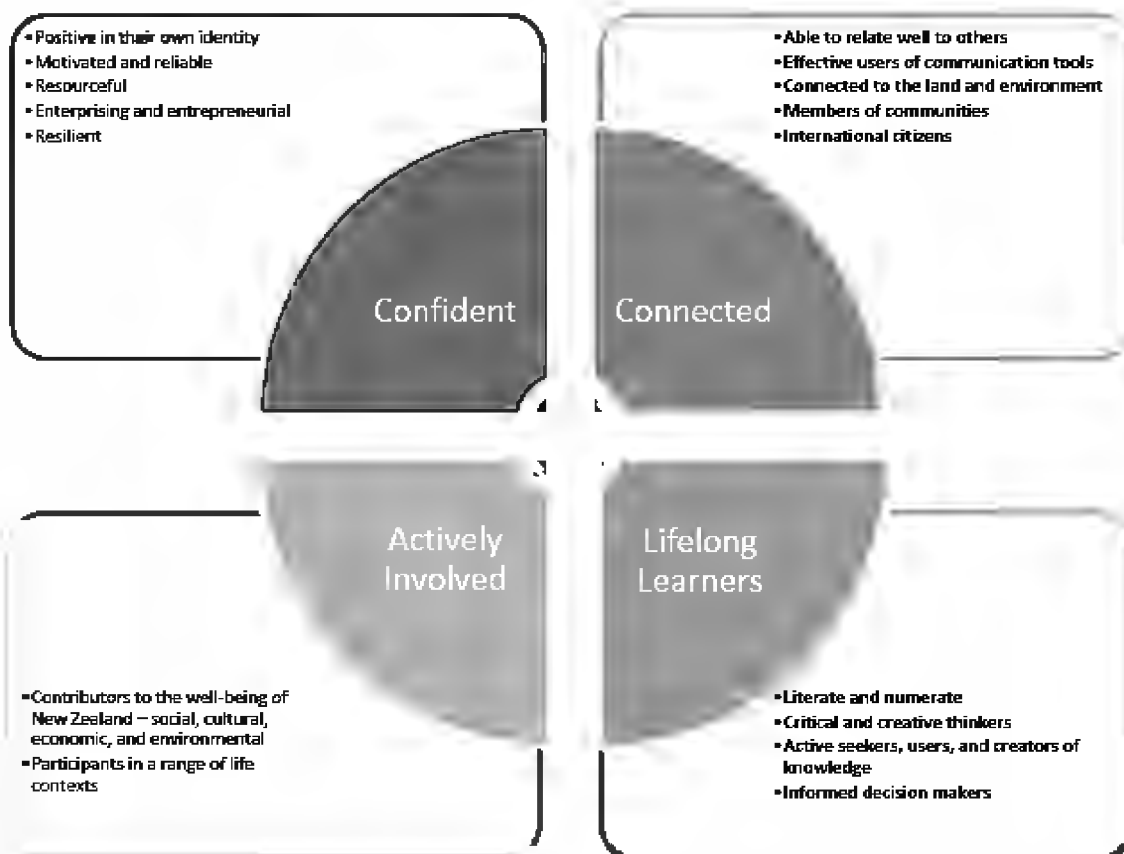 •Positive in their own identity
•Motivated and reliable
•Resourceful
•Enterprising and entrepreneurial
•Resilient
•Able to relate well to others
•Effective users of communication tools
•Connected to the land and environment
•Members of communities
•International citizens
Confident
Connected
Actively
Involved
Lifelong
Learners
•Contributors to the well-being of
New Zealand – social, cultural,
economic, and environmental
•Participants in a range of life
contexts
•Literate and numerate
•Critical and creative thinkers
•Active seekers, users, and creators of
knowledge
•Informed decision makers